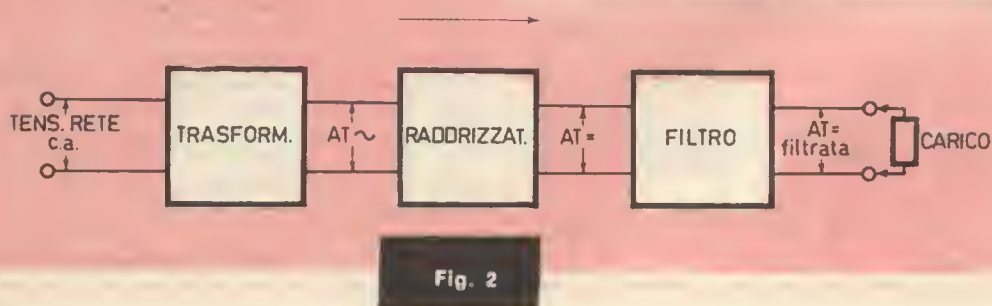 TENS. RETE
c.a.
TRASFORM.
AT ~
RADDRIZZAT.
AT =
FILTRO
AT=
filtrata
CARICO
Fig. 2